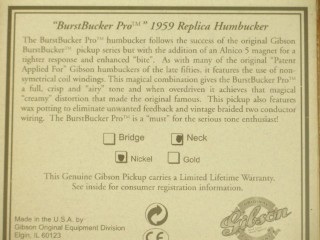 "BurstBucker Pro™" 1959 Replica Humbucker
The BurstBucker Pro™ humbucker follows the success of the original Gibson
BurstBucker™ pickup series but with the addition of an Alnico 5 magnet for a
tighter response and enhanced "bite". As with many of the original "Patent
Applied For" Gibson humbuckers of the late fifties, it features the use of non-
symetrical coil windings. This magical combination gives the BurstBucker Pro™
a full, crisp and "airy" tone and when overdriven it achieves that magical
"creamy" distortion that made the original famous. This pickup also features
wax potting to eliminate unwanted feedback and vintage braided two conductor
wiring. The BurstBucker Pro™ is a "must" for the serious tone enthusiast!
Bridge Neck
Nickel Gold
This Genuine Gibson Pickup carries a Limited Lifetime Warranty.
See inside for consumer registration information.
Made in the U.S.A. by
Gibson Original Equipment Division
Elgin, IL 60123
CE
Gibson